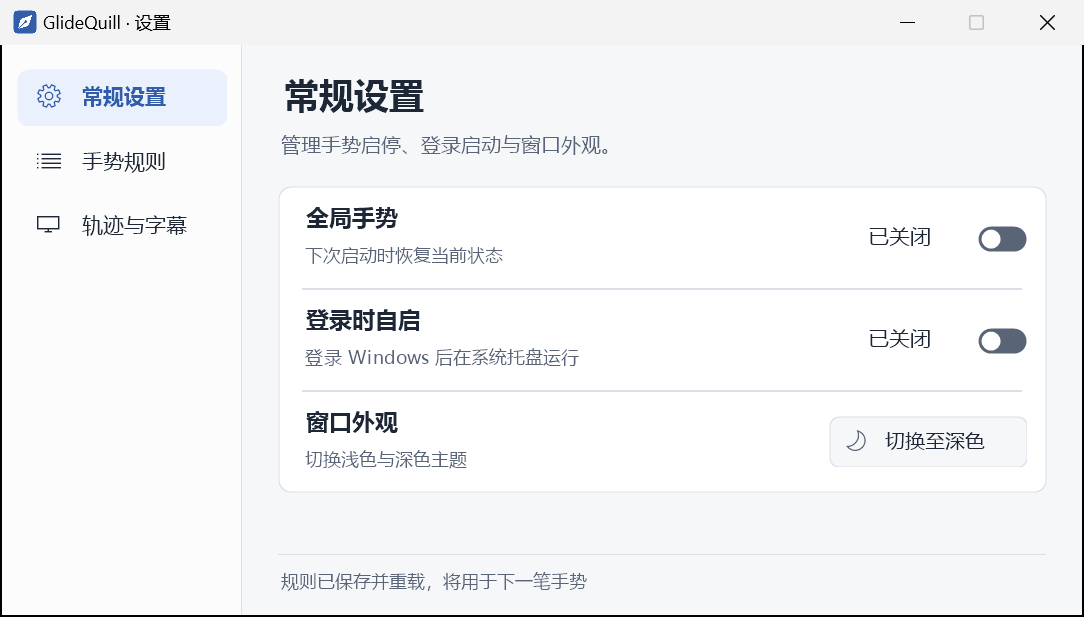 GlideQuill · 设置
常规设置
手势规则
轨迹与字幕
常规设置
管理手势启停、登录启动与窗口外观。
全局手势
下次启动时恢复当前状态
已关闭
登录时自启
登录 Windows 后在系统托盘运行
已关闭
窗口外观
切换浅色与深色主题
切换至深色
规则已保存并重载，将用于下一笔手势